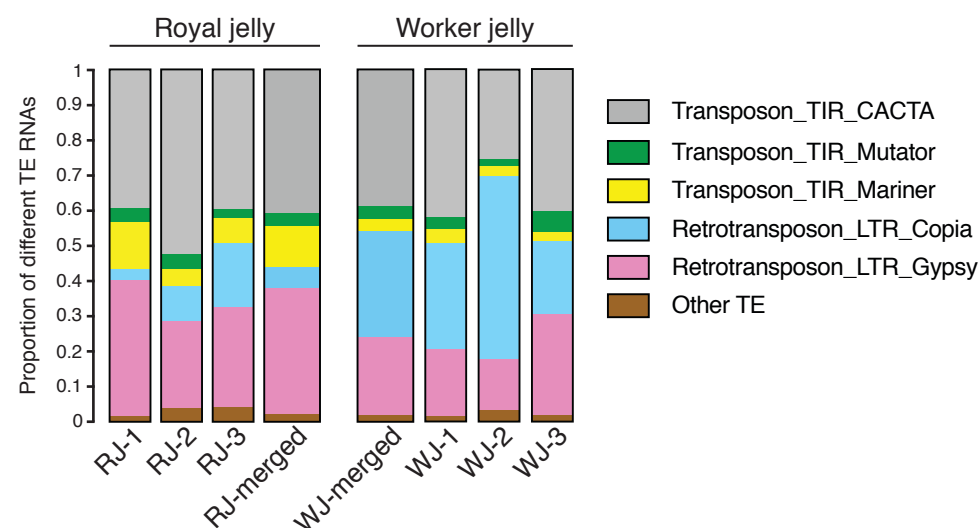 Royal jelly
Worker jelly
Proportion of different TE RNAs
1
0.9
0.8
0.7
0.6
0.5
0.4
0.3
0.2
0.1
0
RJ-1
RJ-2
RJ-3
RJ-merged
WJ-merged
WJ-1
WJ-2
WJ-3
Transposon_TIR_CACTA
Transposon_TIR_Mutator
Transposon_TIR_Mariner
Retrotransposon_LTR_Copia
Retrotransposon_LTR_Gypsy
Other TE